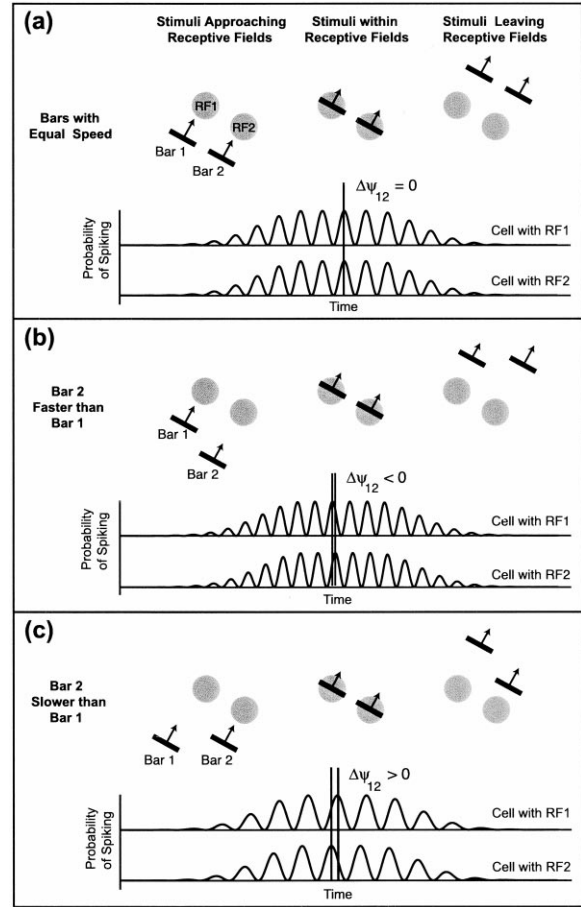 (a)
Stimuli Approaching
Receptive Fields
Stimuli within
Receptive Fields
Stimuli Leaving
Receptive Fields
Bars with
Equal Speed
RF1
RF2
Bar 1
Bar 2
Δψ12 = 0
Probability
of Spiking
Cell with RF1
Cell with RF2
Time
(b)
Bar 2
Faster than
Bar 1
Bar 1
Bar 2
Δψ12 < 0
Probability
of Spiking
Cell with RF1
Cell with RF2
Time
(c)
Bar 2
Slower than
Bar 1
Bar 1
Bar 2
Δψ12 > 0
Probability
of Spiking
Cell with RF1
Cell with RF2
Time